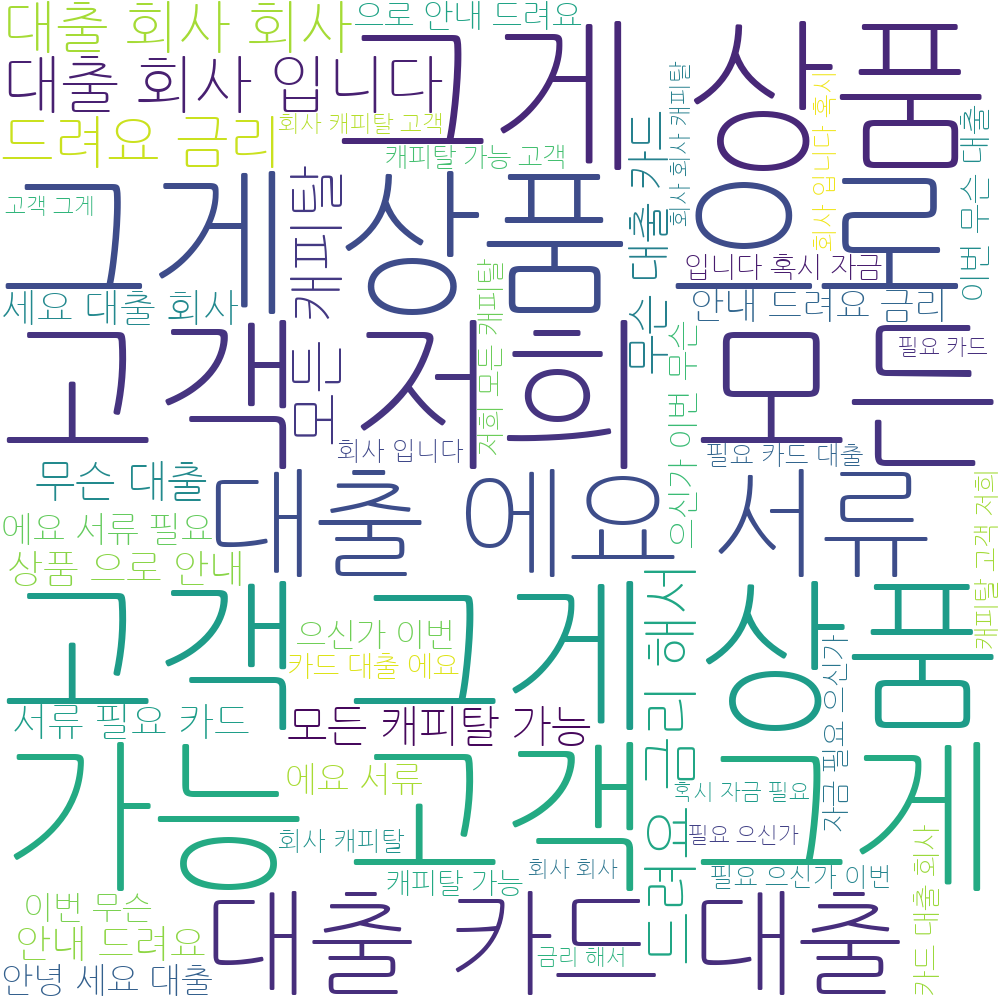 대출 회사 회사
으로 안내 드려요
그게 상품
대출 회사 입니다
드려요 금리
회사 캐피탈 고객
캐피탈 가능 고객
대출 카드
회사 회사 캐피탈
회사 입니다 혹시
이번 무슨 대출
고객 그게
그게 상품 으로
모든 캐피탈
세요 대출 회사
입니다 혹시 자금
안내 드려요 금리
무슨
고객 저희 모든
저희 모든 캐피탈
으신가 이번 무슨
필요 카드
회사 입니다
필요 카드 대출
무슨 대출
대출 에요 서류
에요 서류 필요
상품 으로 안내
캐피탈 고객 저희
고객 그게 상품
으신가 이번
카드 대출 에요
드려요 금리 해서
자금 필요 으신가
서류 필요 카드
모든 캐피탈 가능
가능 고객 그게
에요 서류
혹시 자금 필요
회사 캐피탈
필요 으신가
캐피탈 가능
회사 회사
필요 으신가 이번
카드 대출 회사
이번 무슨
대출 카드 대출
안내 드려요
금리 해서
안녕 세요 대출